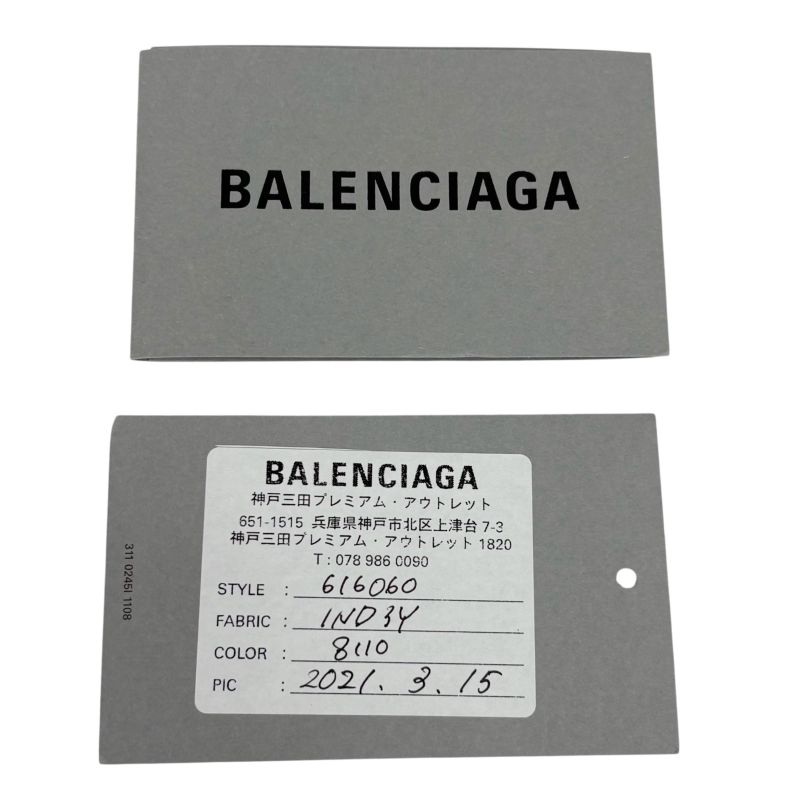 BALENCIAGA
BALENCIAGA
神戸三田プレミアム・アウトレット
651-1515 兵庫県神戸市北区上津台 7-3
神戸三田プレミアム・アウトレット 1820
T : 078 986 0090
STYLE : 616060
FABRIC : 1ND3Y
COLOR : 8110
PIC : 2021. 3. 15
311 0245I 1108